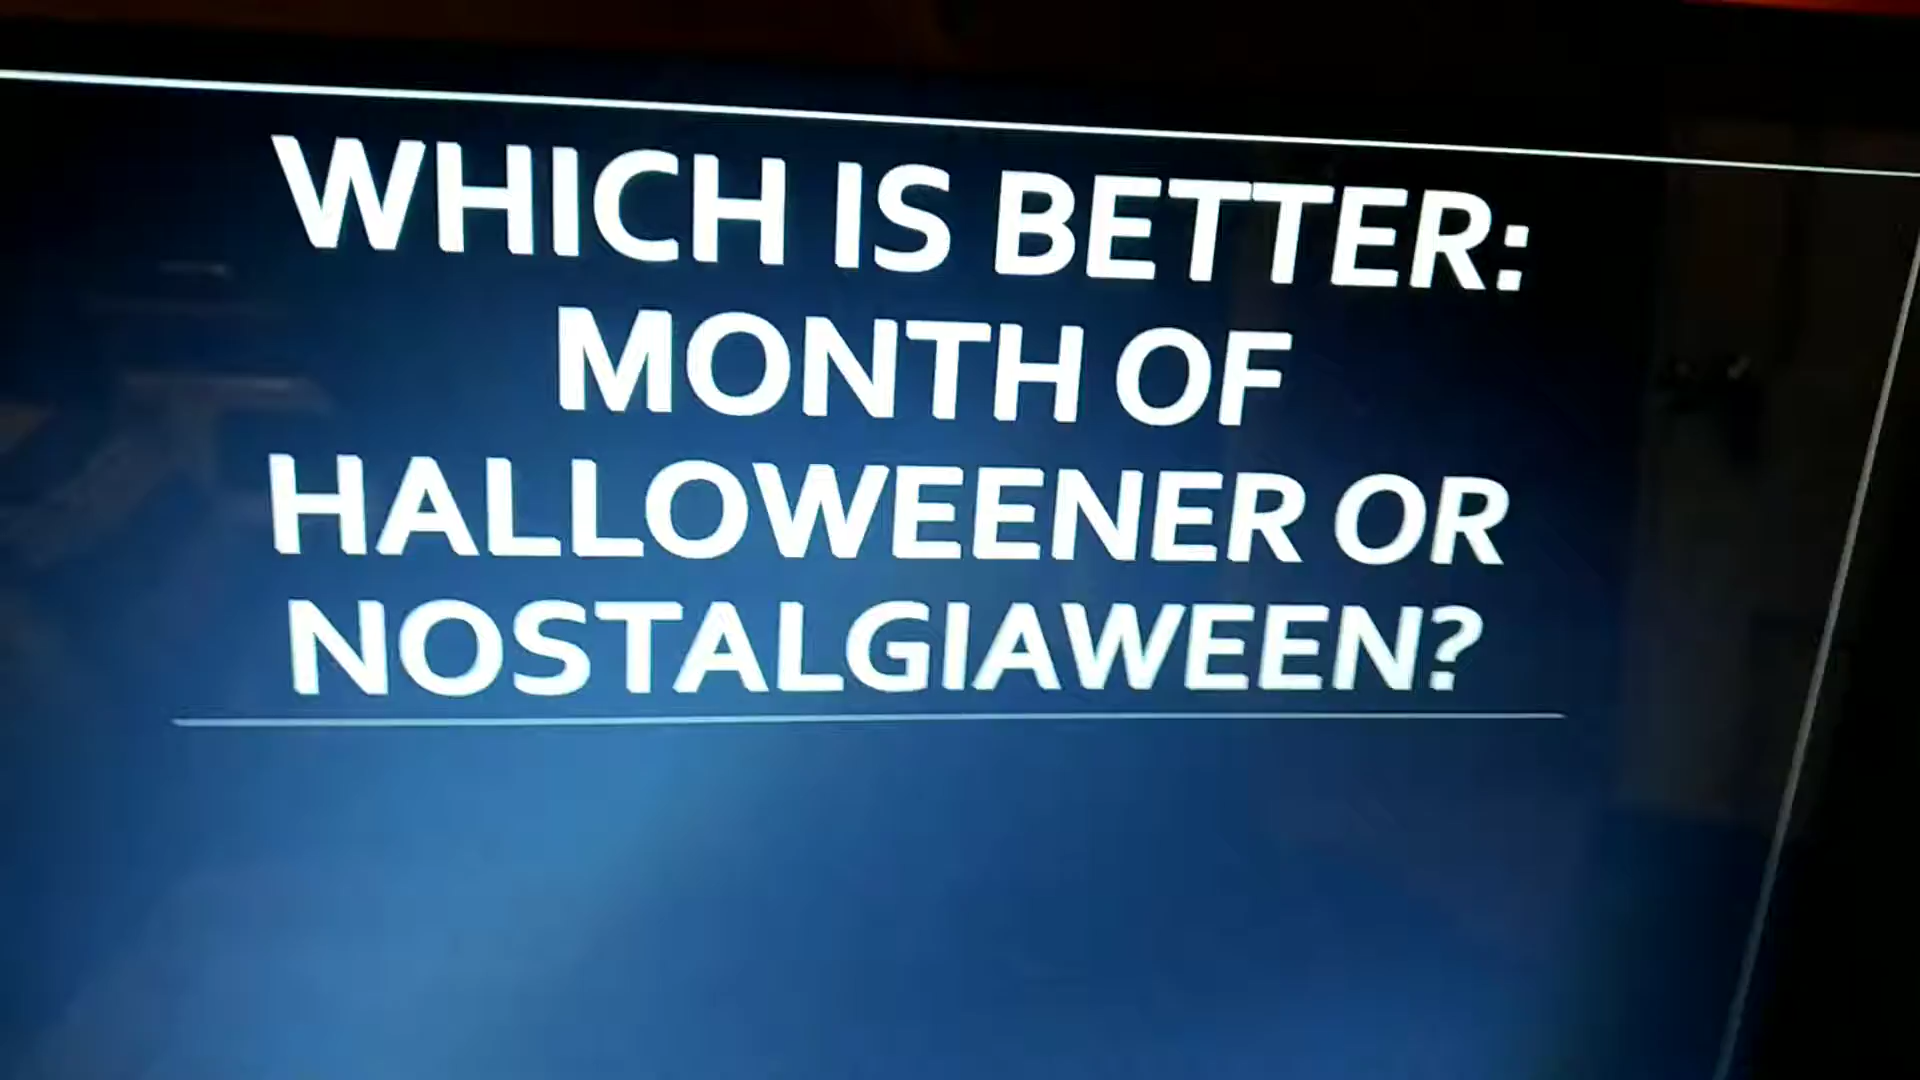 WHICH IS BETTER:
MONTH OF
HALLOWEENER OR
NOSTALGIAWEEN?